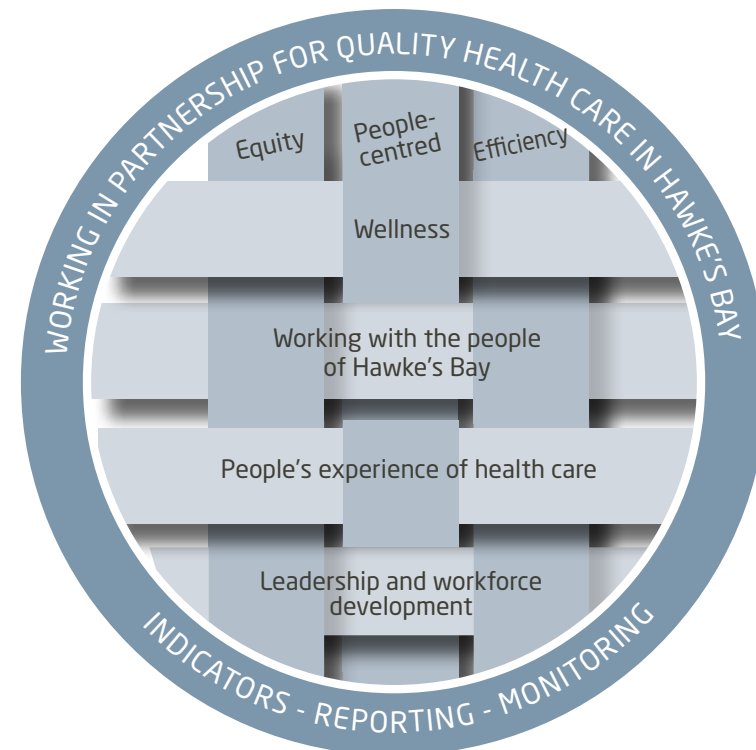 WORKING IN PARTNERSHIP FOR QUALITY HEALTH CARE IN HAWKE'S BAY
Equity
People-
centred
Efficiency
Wellness
Working with the people
of Hawke's Bay
People's experience of health care
Leadership and workforce
development
INDICATORS - REPORTING - MONITORING